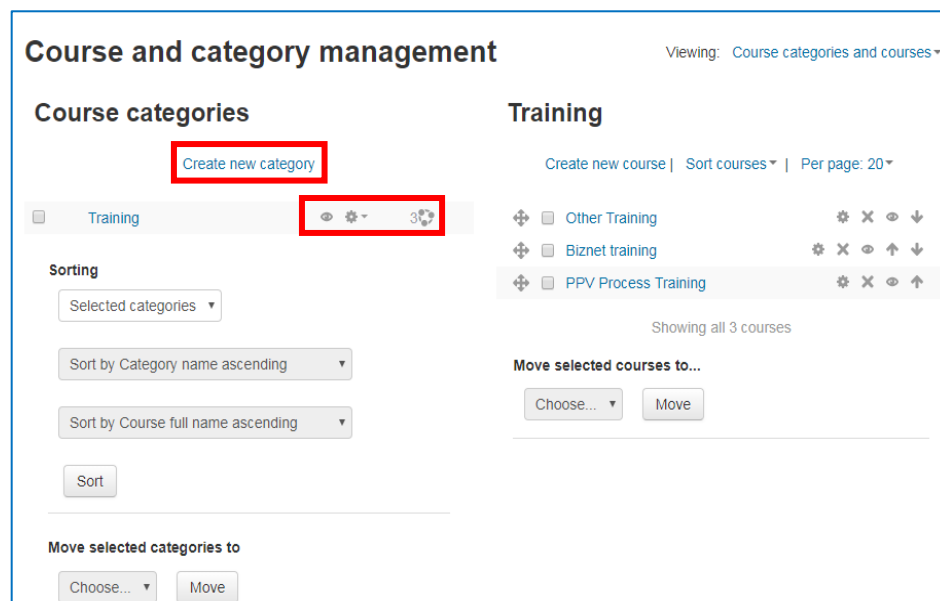 Course and category management
Viewing: Course categories and courses
Course categories
Create new category
Training
3
Sorting
Selected categories
Sort by Category name ascending
Sort by Course full name ascending
Sort
Move selected categories to
Choose...
Move
Training
Create new course | Sort courses | Per page: 20
Other Training
Biznet training
PPV Process Training
Showing all 3 courses
Move selected courses to...
Choose...
Move